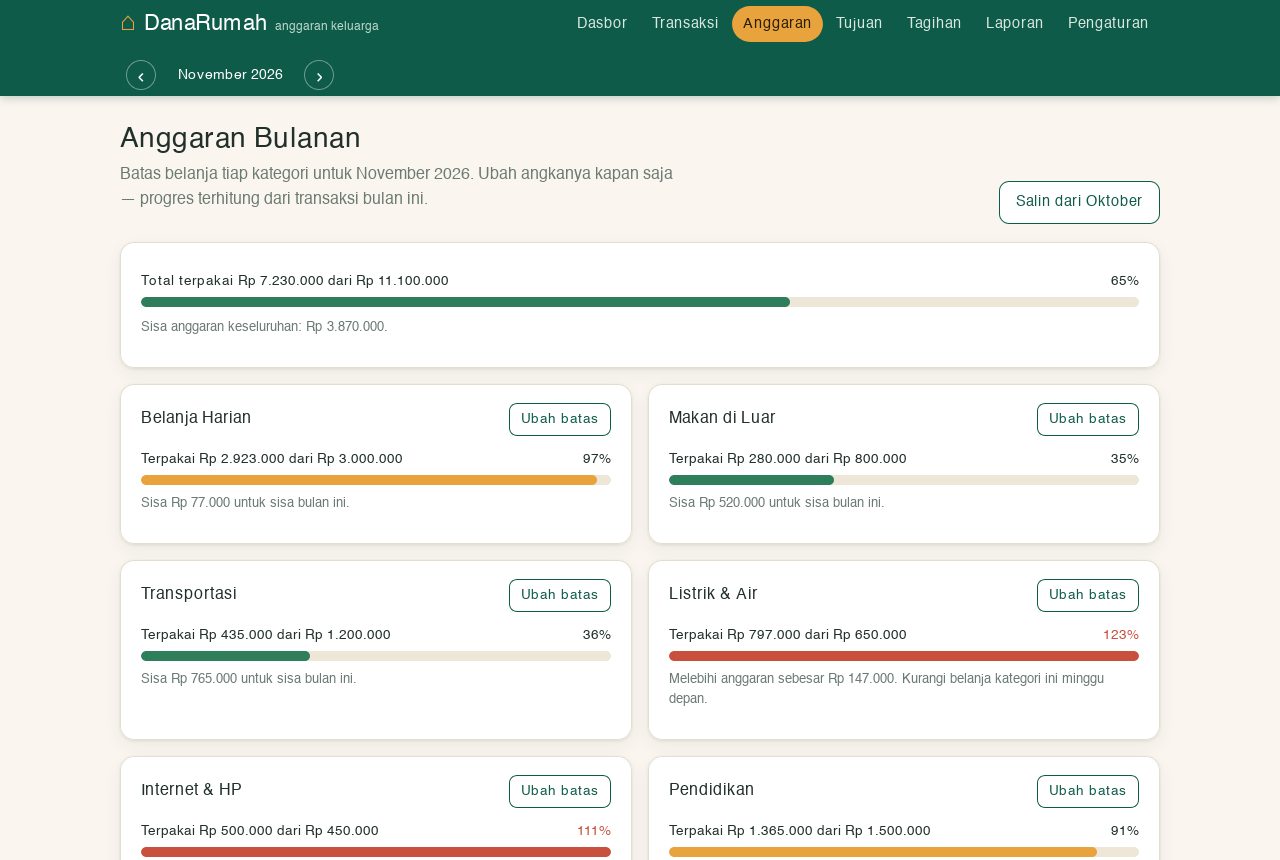 DanaRumah anggaran keluarga
Dasbor Transaksi Anggaran Tujuan Tagihan Laporan Pengaturan
‹ November 2026 ›
Anggaran Bulanan
Batas belanja tiap kategori untuk November 2026. Ubah angkanya kapan saja
— progres terhitung dari transaksi bulan ini.
Salin dari Oktober
Total terpakai Rp 7.230.000 dari Rp 11.100.000 65%
Sisa anggaran keseluruhan: Rp 3.870.000.
Belanja Harian Ubah batas
Terpakai Rp 2.923.000 dari Rp 3.000.000 97%
Sisa Rp 77.000 untuk sisa bulan ini.
Makan di Luar Ubah batas
Terpakai Rp 280.000 dari Rp 800.000 35%
Sisa Rp 520.000 untuk sisa bulan ini.
Transportasi Ubah batas
Terpakai Rp 435.000 dari Rp 1.200.000 36%
Sisa Rp 765.000 untuk sisa bulan ini.
Listrik & Air Ubah batas
Terpakai Rp 797.000 dari Rp 650.000 123%
Melebihi anggaran sebesar Rp 147.000. Kurangi belanja kategori ini minggu
depan.
Internet & HP Ubah batas
Terpakai Rp 500.000 dari Rp 450.000 111%
Pendidikan Ubah batas
Terpakai Rp 1.365.000 dari Rp 1.500.000 91%